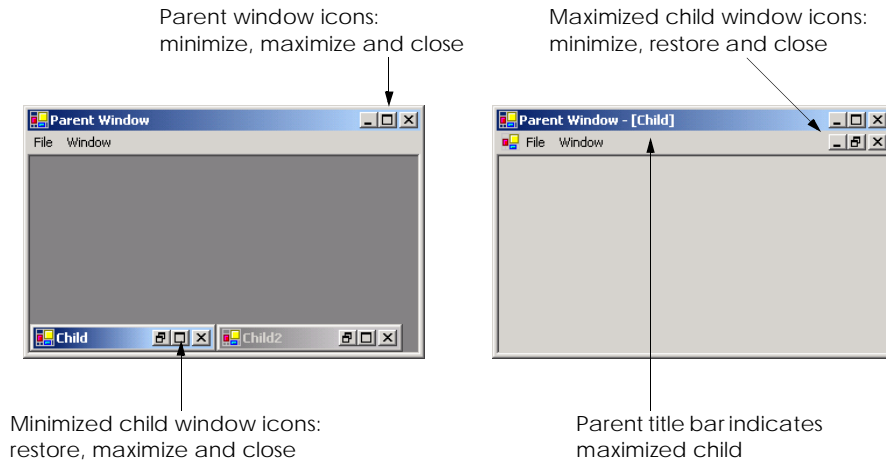 Parent window icons:
minimize, maximize and close
Maximized child window icons:
minimize, restore and close
Parent Window
File Window
Child
Child2
Parent Window - [Child]
File Window
Minimized child window icons:
restore, maximize and close
Parent title bar indicates
maximized child